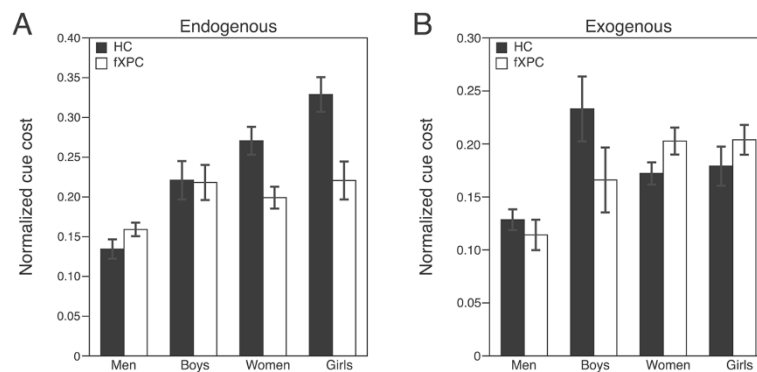 A
Endogenous
HC
fXPC
Normalized cue cost
0.40
0.35
0.30
0.25
0.20
0.15
0.10
0.05
0
Men Boys Women Girls
B
Exogenous
HC
fXPC
Normalized cue cost
0.30
0.25
0.20
0.15
0.10
0.05
0
Men Boys Women Girls